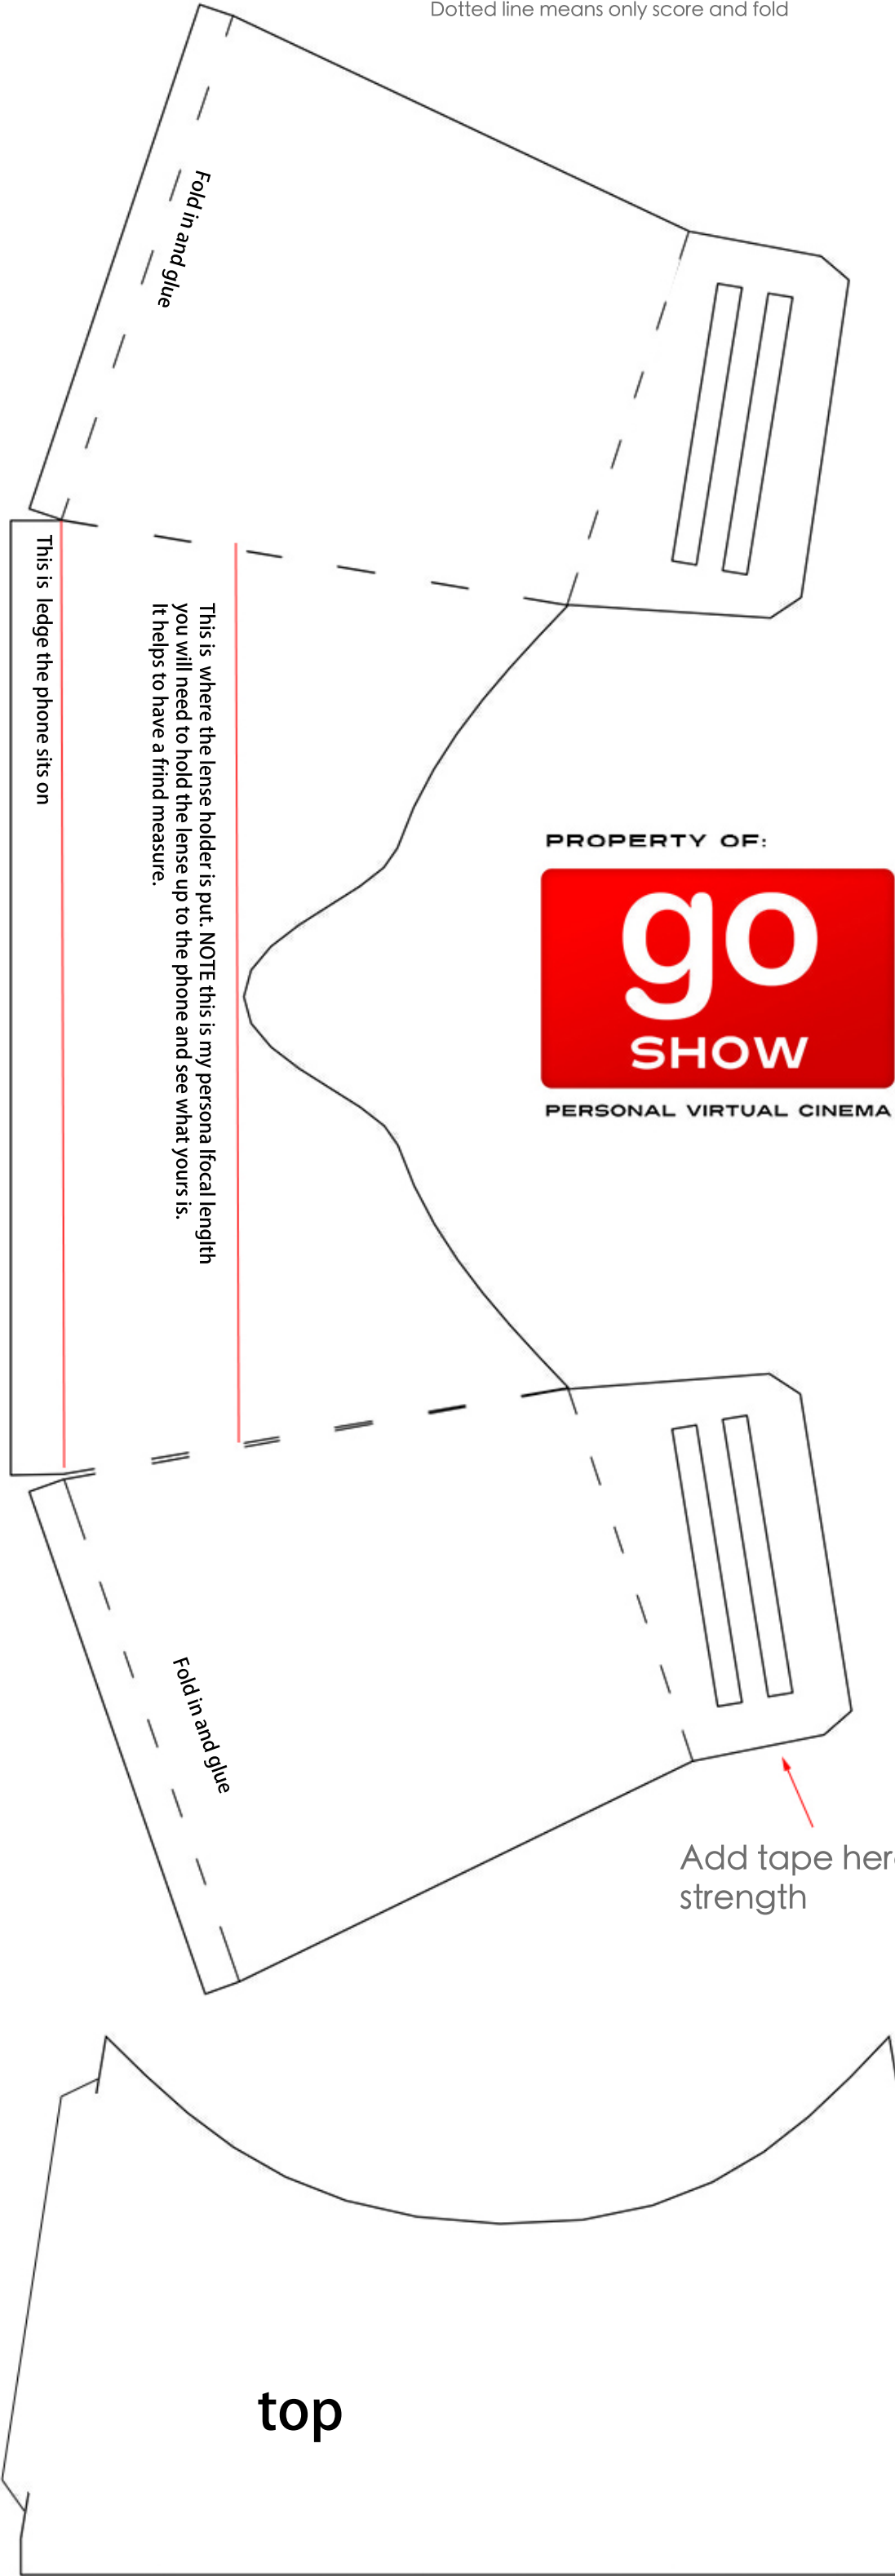 Dotted line means only score and fold
Fold in and glue
This is ledge the phone sits on
This is where the lense holder is put. NOTE this is my persona lfocal lenglth
you will need to hold the lense up to the phone and see what yours is.
It helps to have a frind measure.
PROPERTY OF:
go
SHOW
PERSONAL VIRTUAL CINEMA
Fold in and glue
Add tape her
strength
top